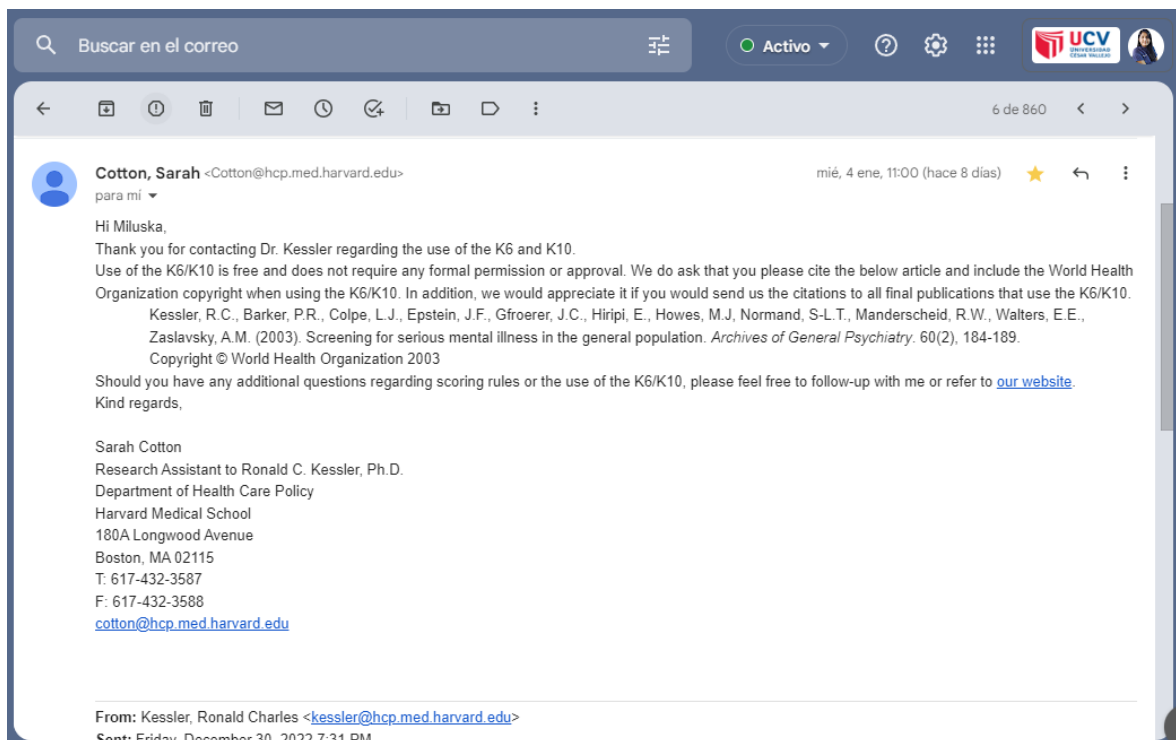 Buscar en el correo
Activo
UCV
UNIVERSIDAD
CÉSAR VALLEJO
6 de 860
Cotton, Sarah <Cotton@hcp.med.harvard.edu>
mié, 4 ene, 11:00 (hace 8 días)
para mí
Hi Miluska,
Thank you for contacting Dr. Kessler regarding the use of the K6 and K10.
Use of the K6/K10 is free and does not require any formal permission or approval. We do ask that you please cite the below article and include the World Health
Organization copyright when using the K6/K10. In addition, we would appreciate it if you would send us the citations to all final publications that use the K6/K10.
Kessler, R.C., Barker, P.R., Colpe, L.J., Epstein, J.F., Gfroerer, J.C., Hiripi, E., Howes, M.J, Normand, S-L.T., Manderscheid, R.W., Walters, E.E.,
Zaslavsky, A.M. (2003). Screening for serious mental illness in the general population. Archives of General Psychiatry. 60(2), 184-189.
Copyright © World Health Organization 2003
Should you have any additional questions regarding scoring rules or the use of the K6/K10, please feel free to follow-up with me or refer to our website.
Kind regards,
Sarah Cotton
Research Assistant to Ronald C. Kessler, Ph.D.
Department of Health Care Policy
Harvard Medical School
180A Longwood Avenue
Boston, MA 02115
T: 617-432-3587
F: 617-432-3588
cotton@hcp.med.harvard.edu
From: Kessler, Ronald Charles <kessler@hcp.med.harvard.edu>
Sent: Friday, December 30, 2022 7:31 PM